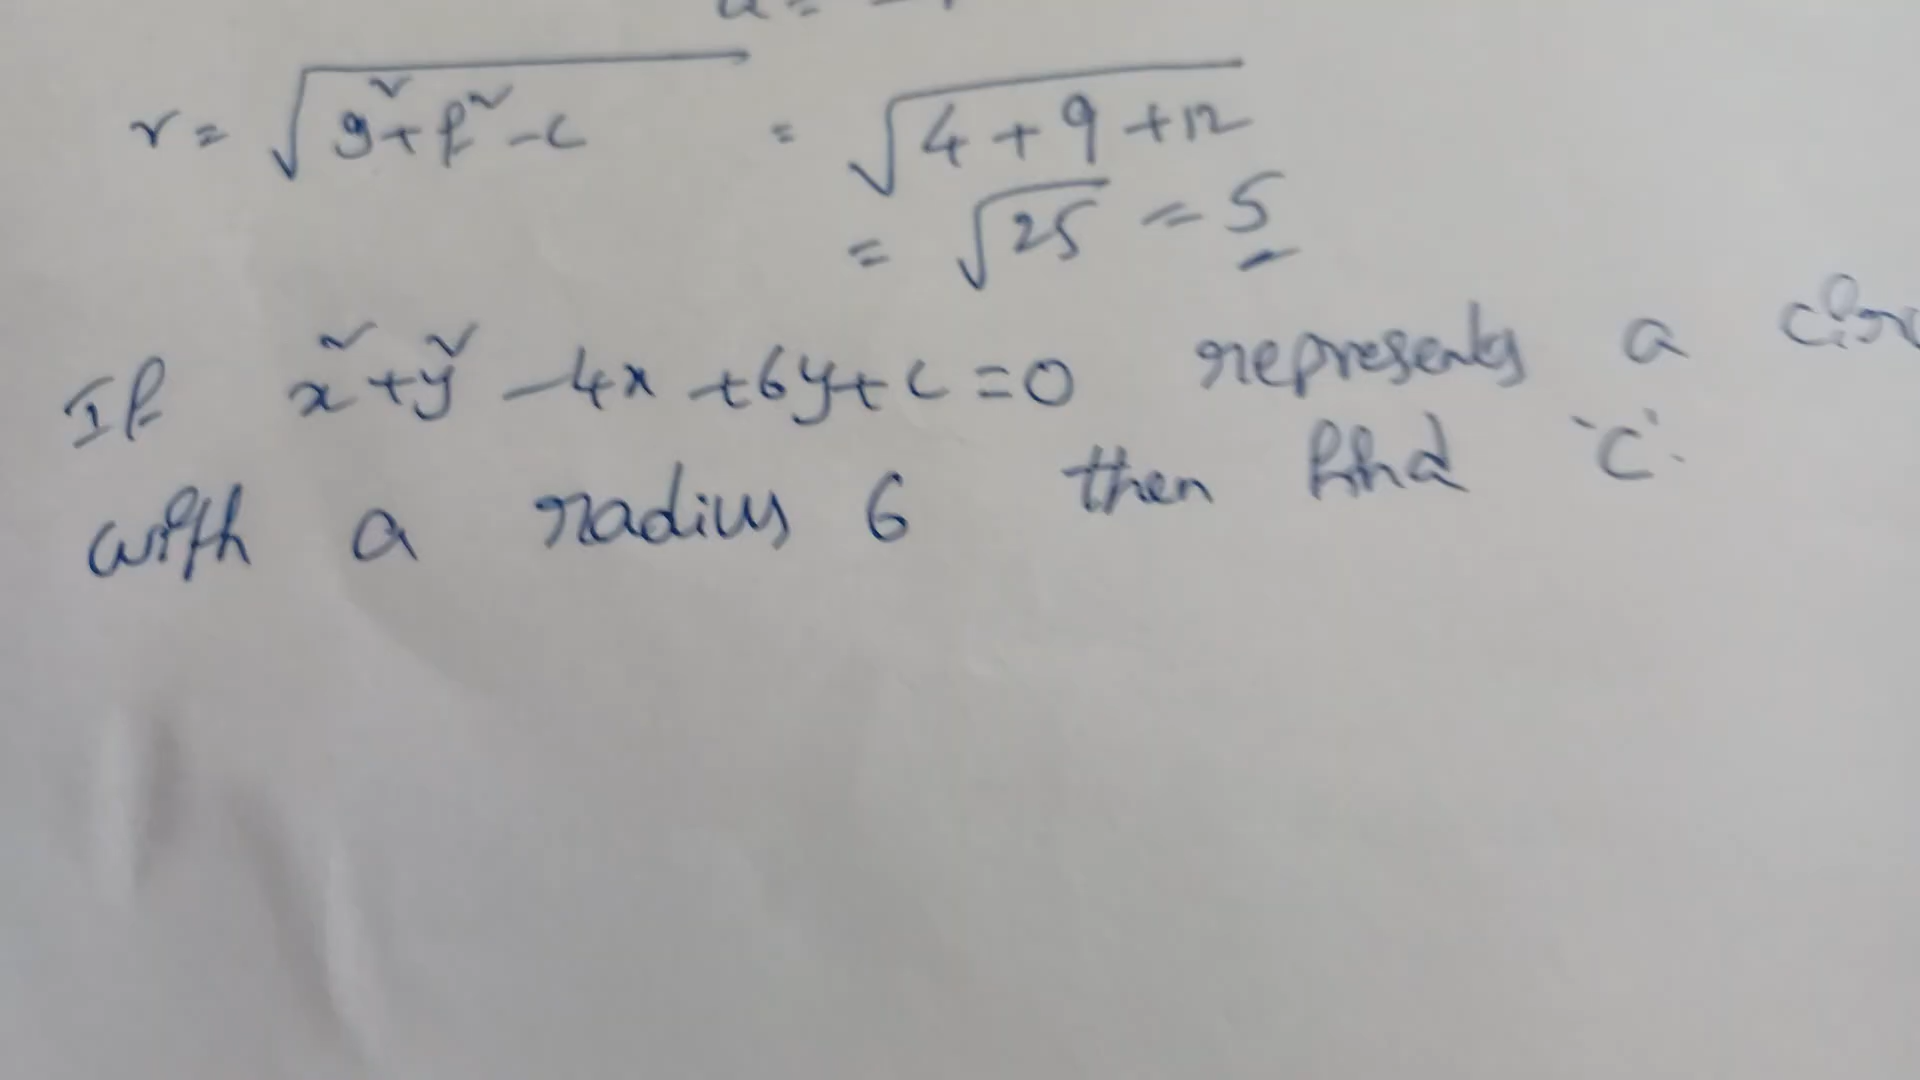 r = √g²+f²-c = √4+9+12
= √25 = 5
If x²+y²-4x+6y+c=0 represents a
with a radius 6 then find 'c'.